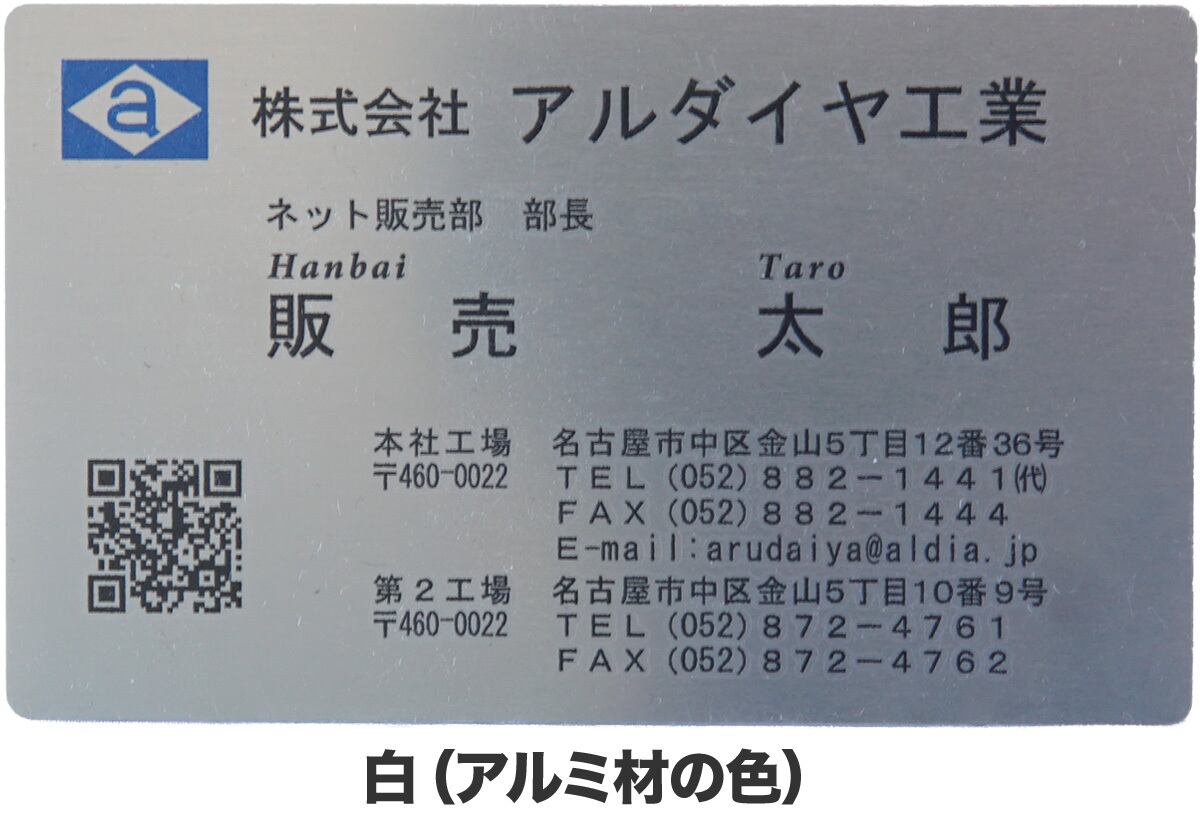 a 株式会社 アルダイヤ工業
ネット販売部 部長
Hanbai Taro
販 売 太 郎
本社工場 名古屋市中区金山5丁目12番36号
〒460-0022 TEL (052) 882-1441(代)
FAX (052) 882-1444
E-mail:arudaiya@aldia.jp
第2工場 名古屋市中区金山5丁目10番9号
〒460-0022 TEL (052) 872-4761
FAX (052) 872-4762
白(アルミ材の色)